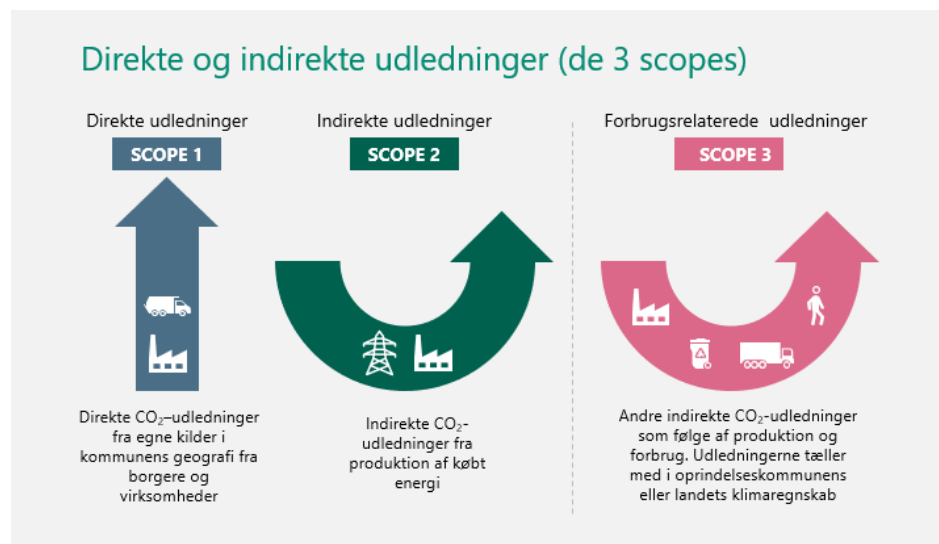 Direkte og indirekte udledninger (de 3 scopes)
Direkte udledninger
SCOPE 1
Direkte CO₂–udledninger
fra egne kilder i
kommunens geografi fra
borgere og
virksomheder
Indirekte udledninger
SCOPE 2
Indirekte CO₂-
udledninger fra
produktion af købt
energi
Forbrugsrelaterede udledninger
SCOPE 3
Andre indirekte CO₂-udledninger
som følge af produktion og
forbrug. Udledningerne tæller
med i oprindelseskommunens
eller landets klimaregnskab